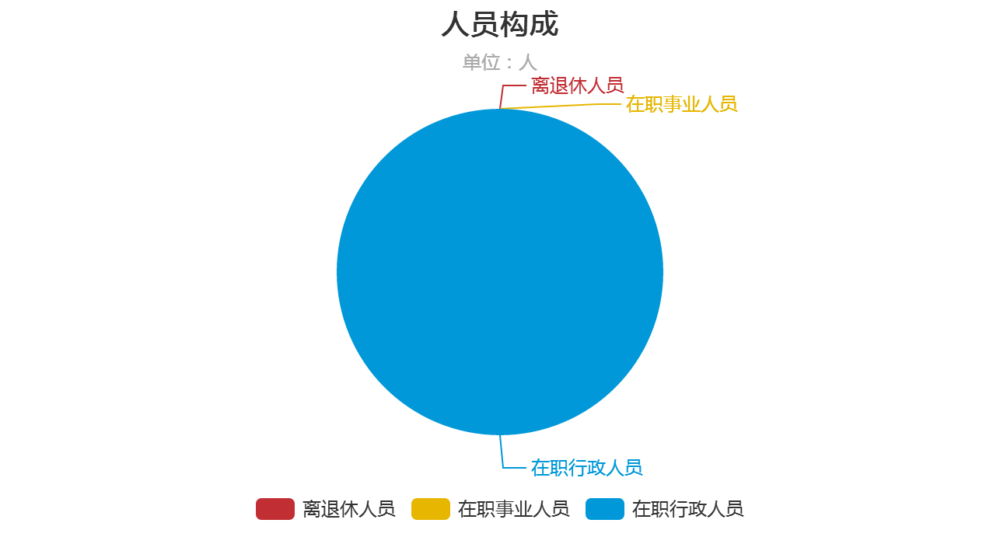 人员构成
单位：人
离退休人员
在职事业人员
在职行政人员
离退休人员 在职事业人员 在职行政人员